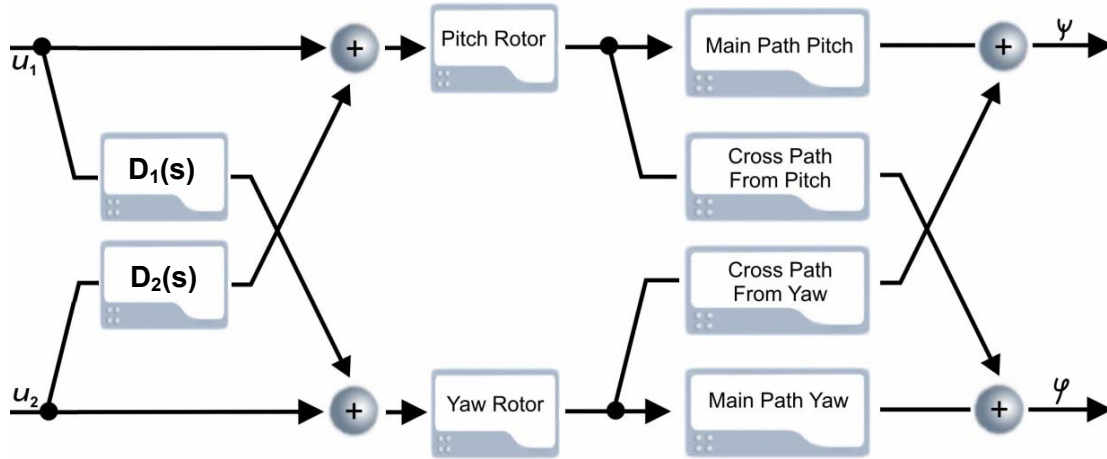 u₁
+
Pitch Rotor
Main Path Pitch
+
ψ
D₁(s)
Cross Path
From Pitch
D₂(s)
Cross Path
From Yaw
u₂
+
Yaw Rotor
Main Path Yaw
+
φ